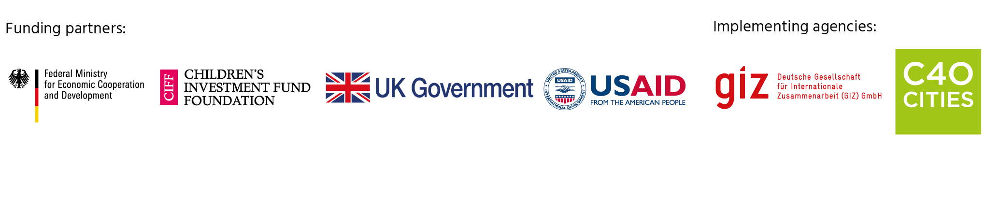 Funding partners:
Implementing agencies:
Federal Ministry
for Economic Cooperation
and Development
CIFF
CHILDREN'S
INVESTMENT FUND
FOUNDATION
UK Government
UNITED STATES AGENCY
USAID
INTERNATIONAL DEVELOPMENT
USAID
FROM THE AMERICAN PEOPLE
giz
Deutsche Gesellschaft
für Internationale
Zusammenarbeit (GIZ) GmbH
C40
CITIES